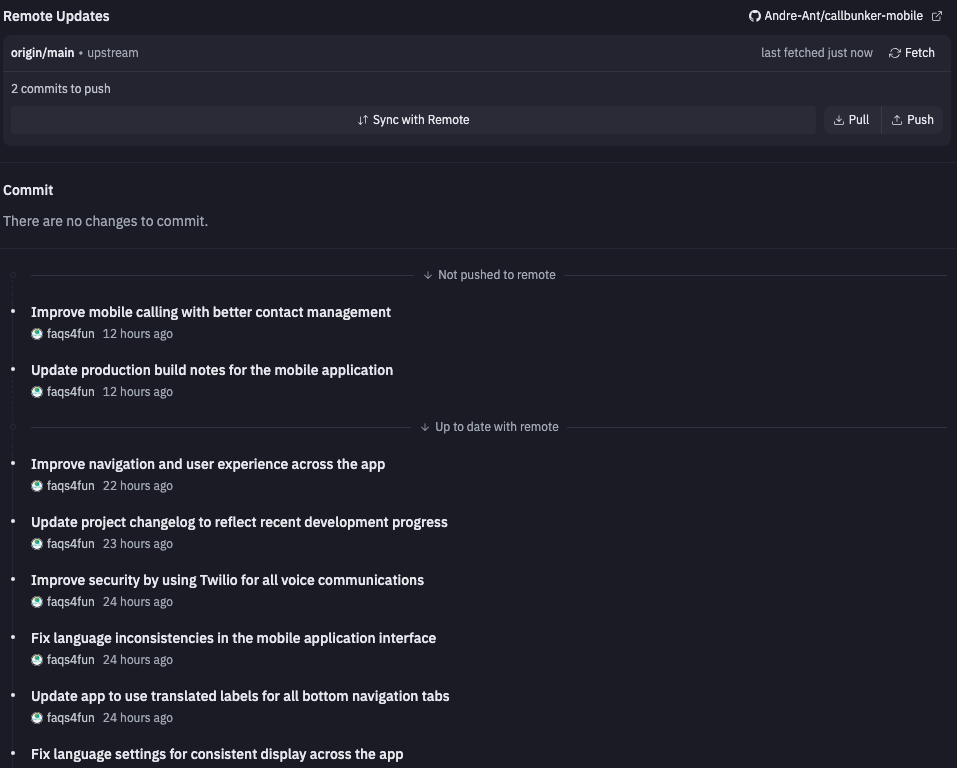 Remote Updates
Andre-Ant/callbunker-mobile
origin/main • upstream
last fetched just now
Fetch
2 commits to push
Sync with Remote
Pull
Push
Commit
There are no changes to commit.
Not pushed to remote
Improve mobile calling with better contact management
faqs4fun 12 hours ago
Update production build notes for the mobile application
faqs4fun 12 hours ago
Up to date with remote
Improve navigation and user experience across the app
faqs4fun 22 hours ago
Update project changelog to reflect recent development progress
faqs4fun 23 hours ago
Improve security by using Twilio for all voice communications
faqs4fun 24 hours ago
Fix language inconsistencies in the mobile application interface
faqs4fun 24 hours ago
Update app to use translated labels for all bottom navigation tabs
faqs4fun 24 hours ago
Fix language settings for consistent display across the app